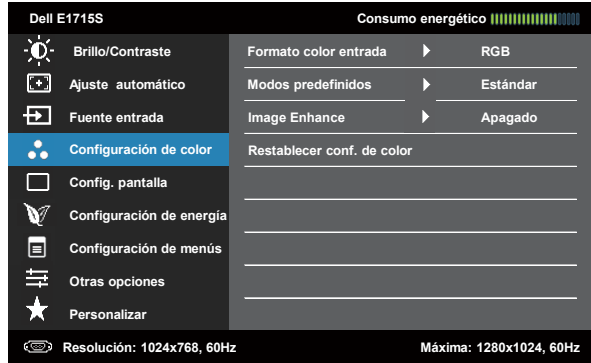 Dell E1715S Consumo energético
Brillo/Contraste Formato color entrada RGB
Ajuste automático Modos predefinidos Estándar
Fuente entrada Image Enhance Apagado
Configuración de color Restablecer conf. de color
Config. pantalla
Configuración de energía
Configuración de menús
Otras opciones
Personalizar
Resolución: 1024x768, 60Hz Máxima: 1280x1024, 60Hz